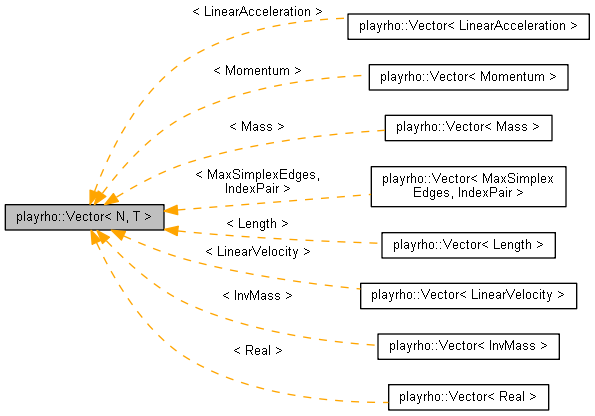 < LinearAcceleration >
playrho::Vector< LinearAcceleration >
< Momentum >
playrho::Vector< Momentum >
< Mass >
playrho::Vector< Mass >
< MaxSimplexEdges,
IndexPair >
playrho::Vector< MaxSimplex
Edges, IndexPair >
playrho::Vector< N, T >
< Length >
playrho::Vector< Length >
< LinearVelocity >
playrho::Vector< LinearVelocity >
< InvMass >
playrho::Vector< InvMass >
< Real >
playrho::Vector< Real >